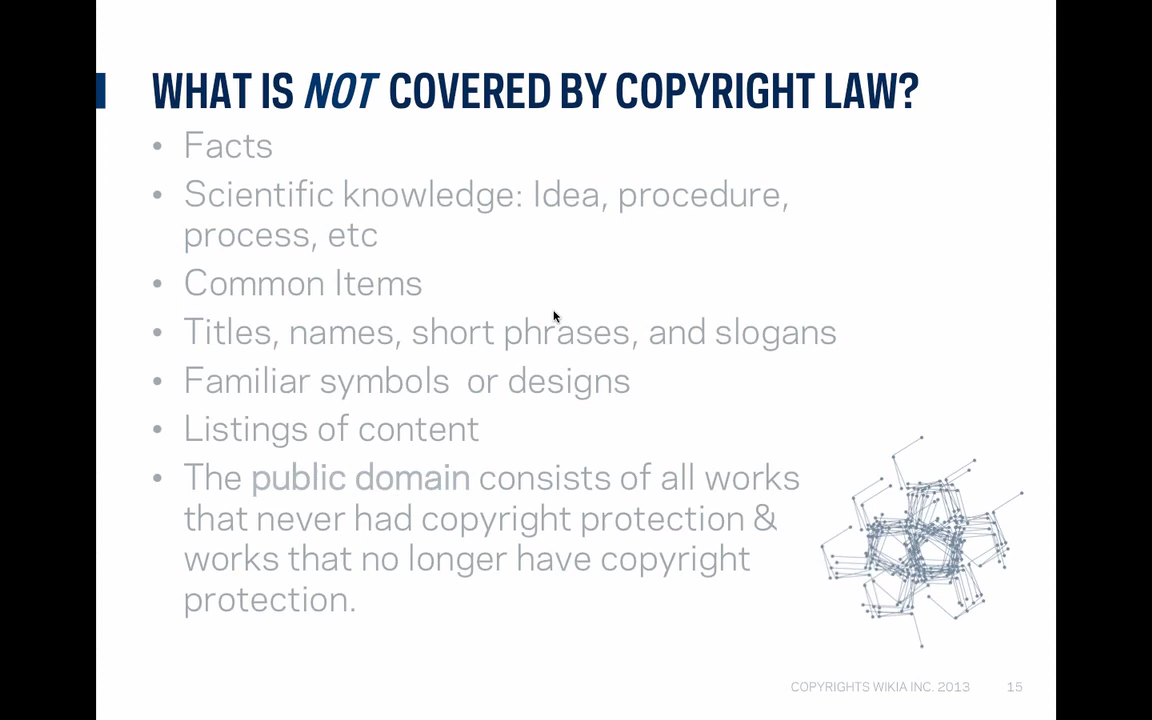 WHAT IS NOT COVERED BY COPYRIGHT LAW?
• Facts
• Scientific knowledge: Idea, procedure,
process, etc
• Common Items
• Titles, names, short phrases, and slogans
• Familiar symbols  or designs
• Listings of content
• The public domain consists of all works
that never had copyright protection &
works that no longer have copyright
protection.
COPYRIGHTS WIKIA INC. 2013 15